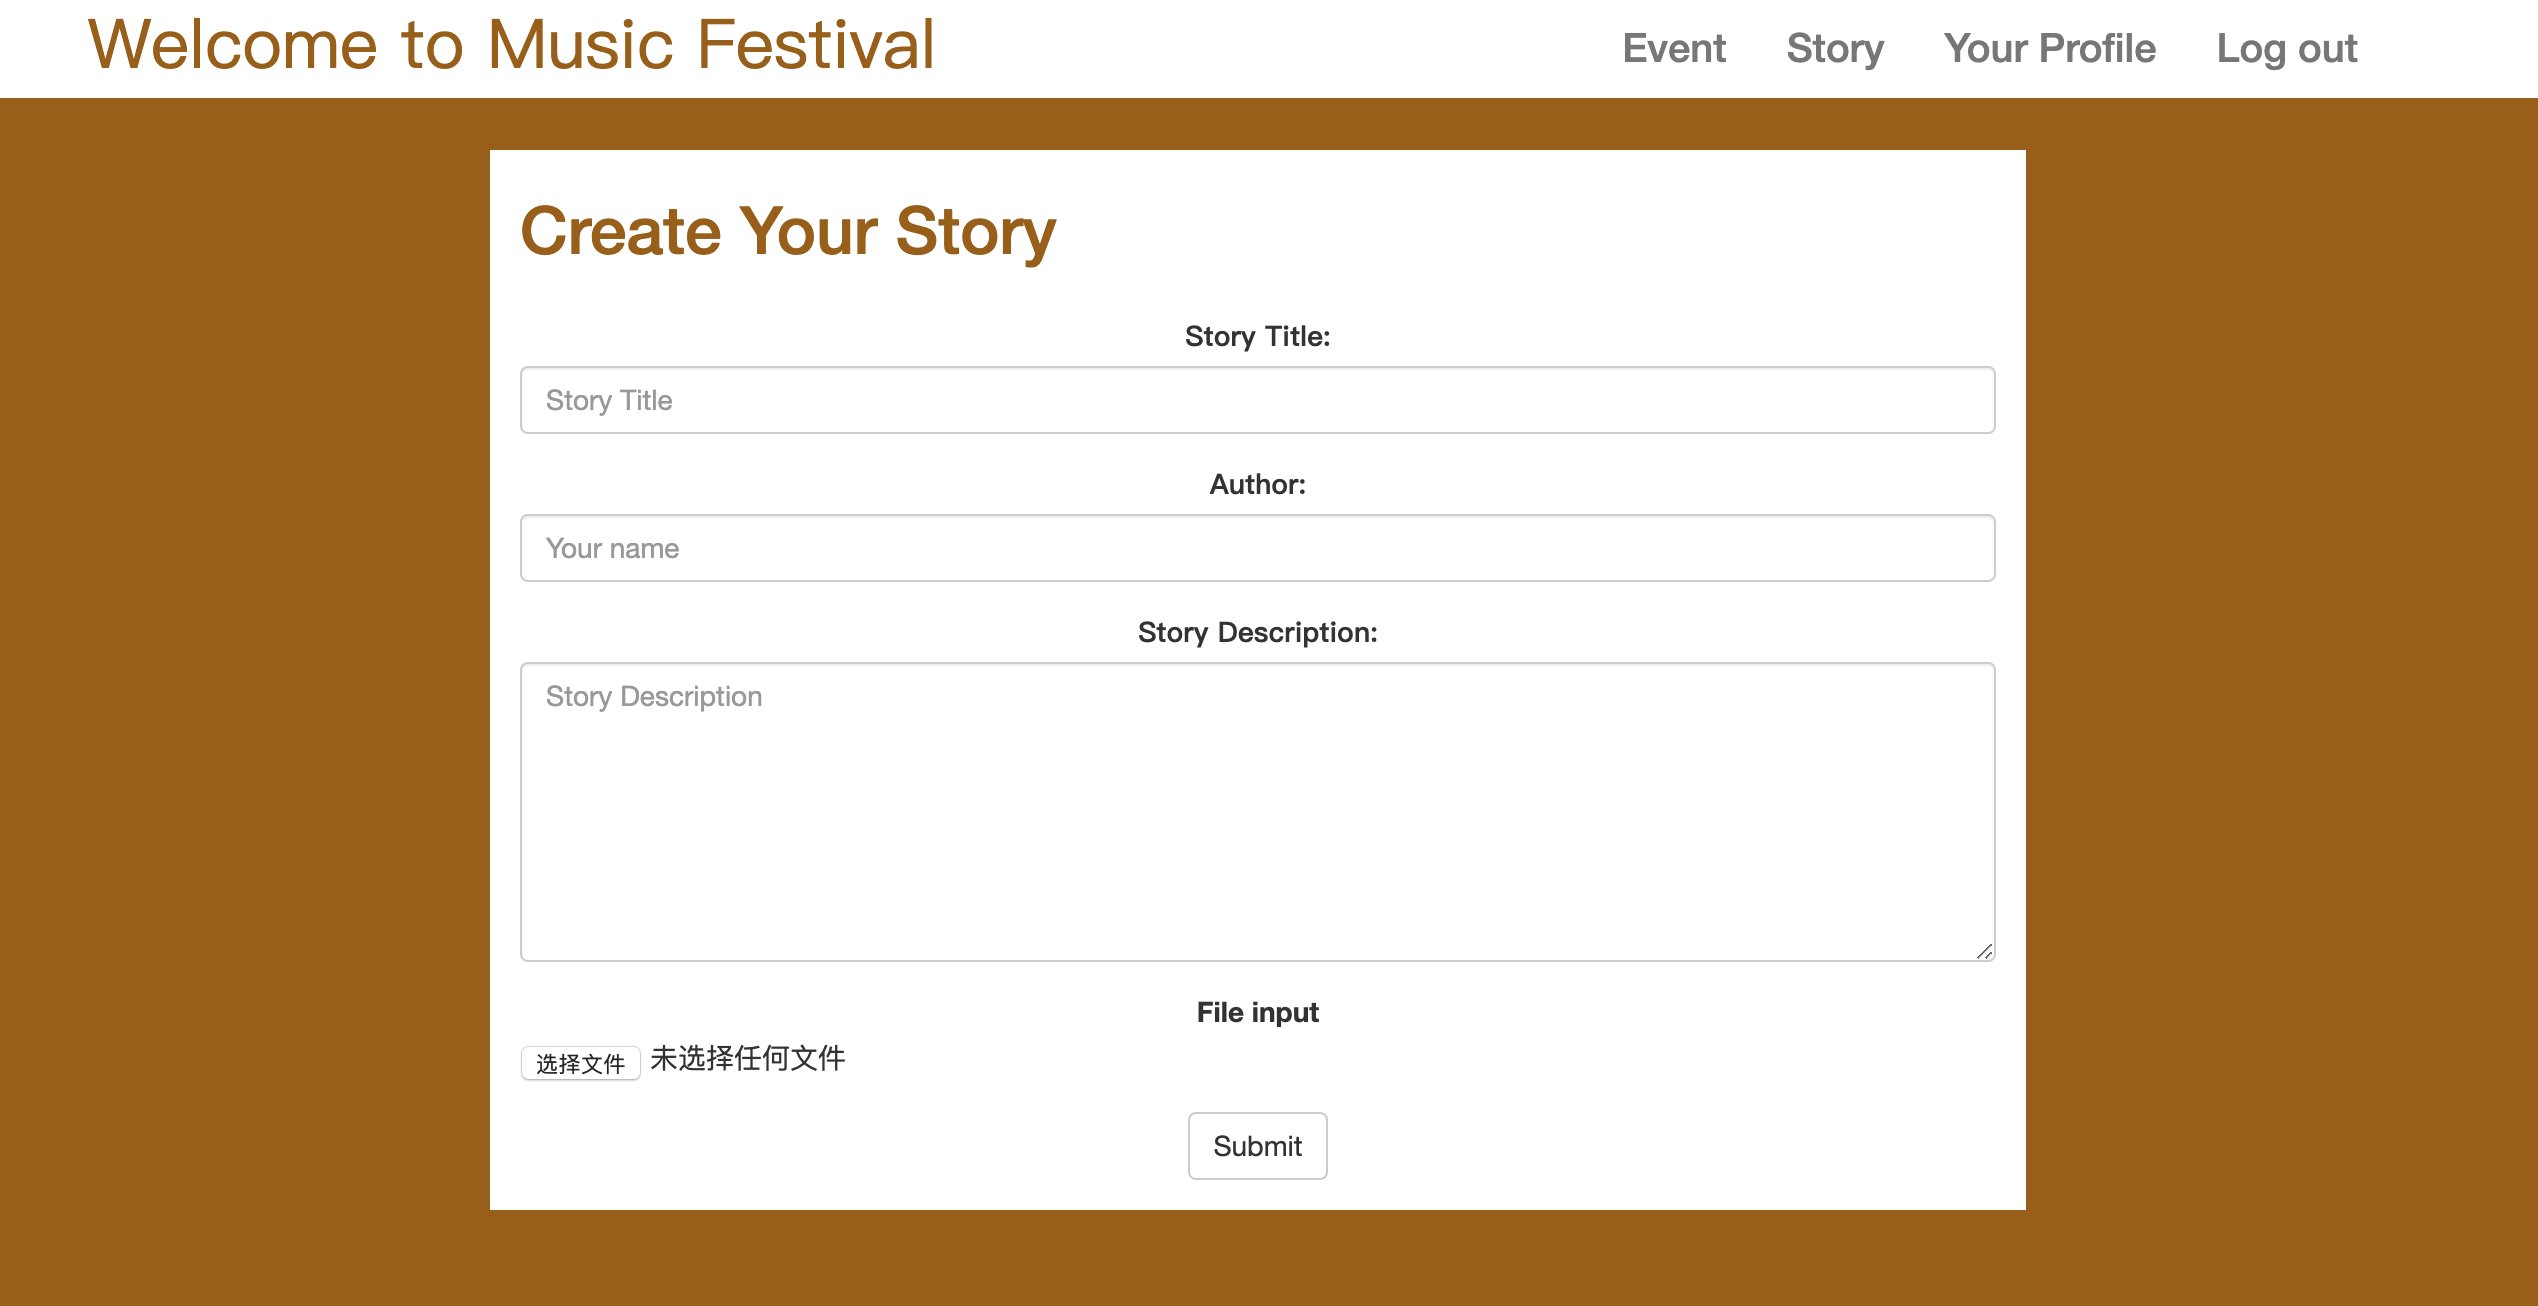 Welcome to Music Festival
Event Story Your Profile Log out
Create Your Story
Story Title:
Story Title
Author:
Your name
Story Description:
Story Description
File input
选择文件 未选择任何文件
Submit